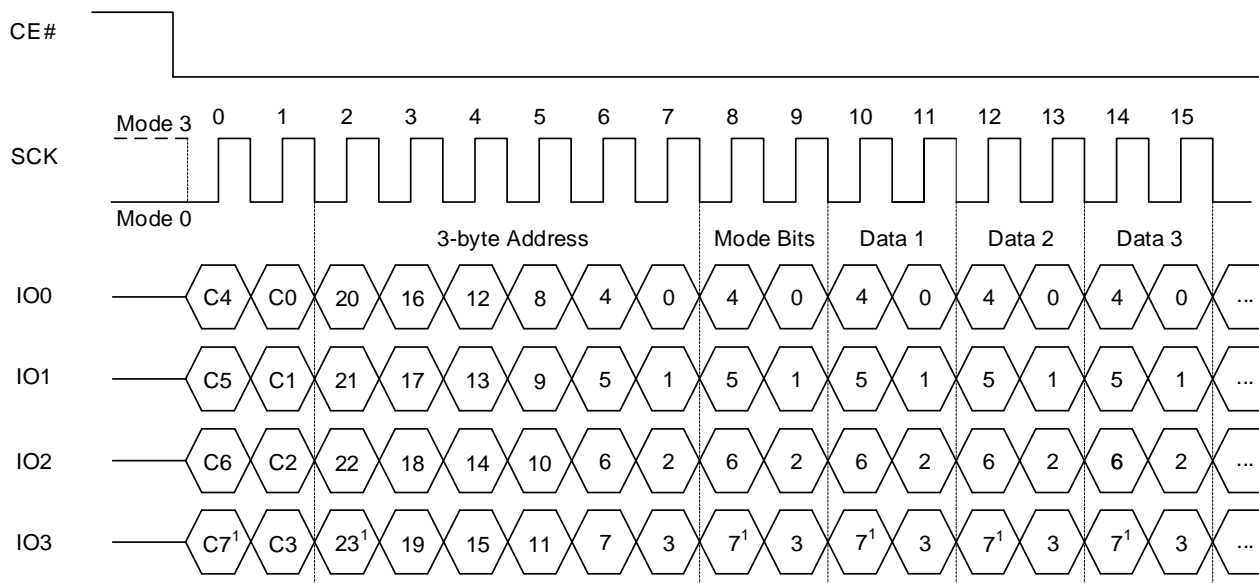 CE#
0 1 2 3 4 5 6 7 8 9 10 11 12 13 14 15
Mode 3
SCK
Mode 0
3-byte Address Mode Bits Data 1 Data 2 Data 3
IO0 C4 C0 20 16 12 8 4 0 4 0 4 0 4 0 4 0 ...
IO1 C5 C1 21 17 13 9 5 1 5 1 5 1 5 1 5 1 ...
IO2 C6 C2 22 18 14 10 6 2 6 2 6 2 6 2 6 2 ...
IO3 C7¹ C3 23¹ 19 15 11 7 3 7¹ 3 7¹ 3 7¹ 3 7¹ 3 ...